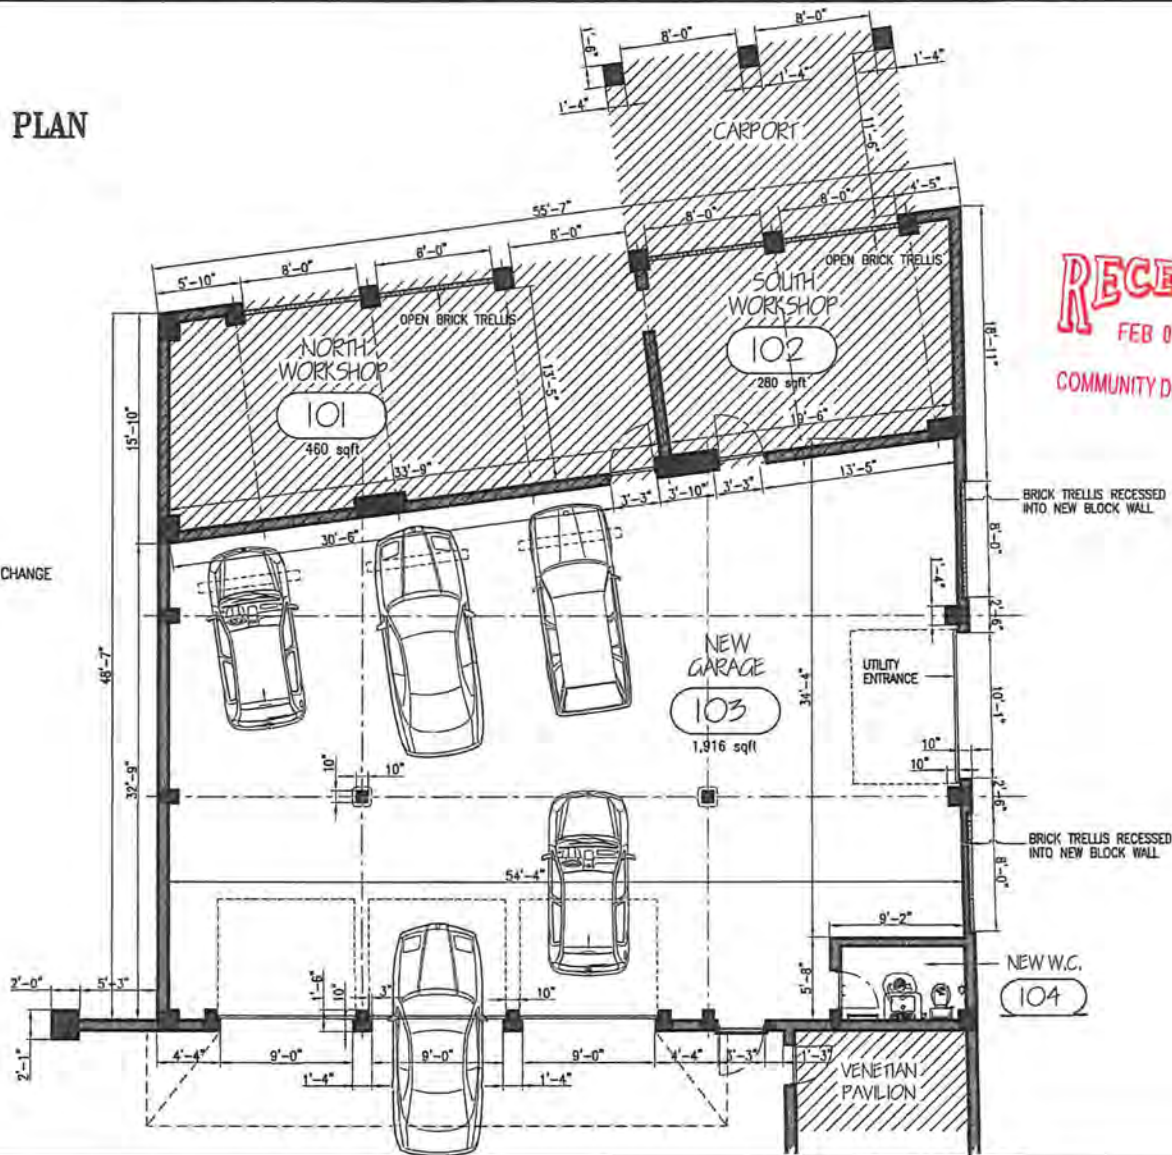 PLAN
1'-6"
8'-0"
8'-0"
1'-4"
1'-4"
1'-4"
CARPORT
11'-6"
55'-7"
4'-5"
8'-0"
8'-0"
8'-0"
8'-0"
5'-10"
OPEN BRICK TRELLIS
OPEN BRICK TRELLIS
RECE
FEB 0
COMMUNITY D
NORTH
WORKSHOP
101
460 sqft
SOUTH
WORKSHOP
102
280 sqft
13'-5"
15'-10"
18'-11"
19'-6"
33'-9"
13'-5"
3'-3"
3'-10"
3'-3"
30'-6"
BRICK TRELLIS RECESSED
INTO NEW BLOCK WALL
8'-0"
CHANGE
1'-4"
2'-6"
48'-7"
NEW
GARAGE
103
1,916 sqft
34'-4"
UTILITY
ENTRANCE
10'-1"
10"
10"
32'-9"
10"
10"
2'-6"
BRICK TRELLIS RECESSED
INTO NEW BLOCK WALL
8'-0"
54'-4"
9'-2"
5'-8"
NEW W.C.
104
2'-0"
5'-3"
1'-6"
10"
3"
10"
2'-1"
4'-4"
9'-0"
9'-0"
9'-0"
4'-4"
3'-3"
1'-3"
1'-4"
1'-4"
VENETIAN
PAVILION